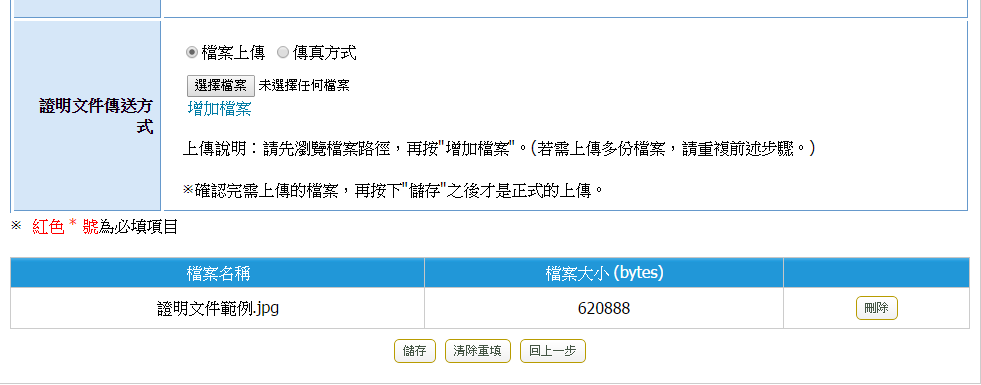 檔案上傳 傳真方式
選擇檔案 未選擇任何檔案
增加檔案
證明文件傳送方
式
上傳說明：請先瀏覽檔案路徑，再按"增加檔案"。(若需上傳多份檔案，請重複前述步驟。)
※確認完需上傳的檔案，再按下"儲存"之後才是正式的上傳。
※ 紅色 * 號為必填項目
檔案名稱 檔案大小 (bytes)
證明文件範例.jpg 620888 刪除
儲存 清除重填 回上一步